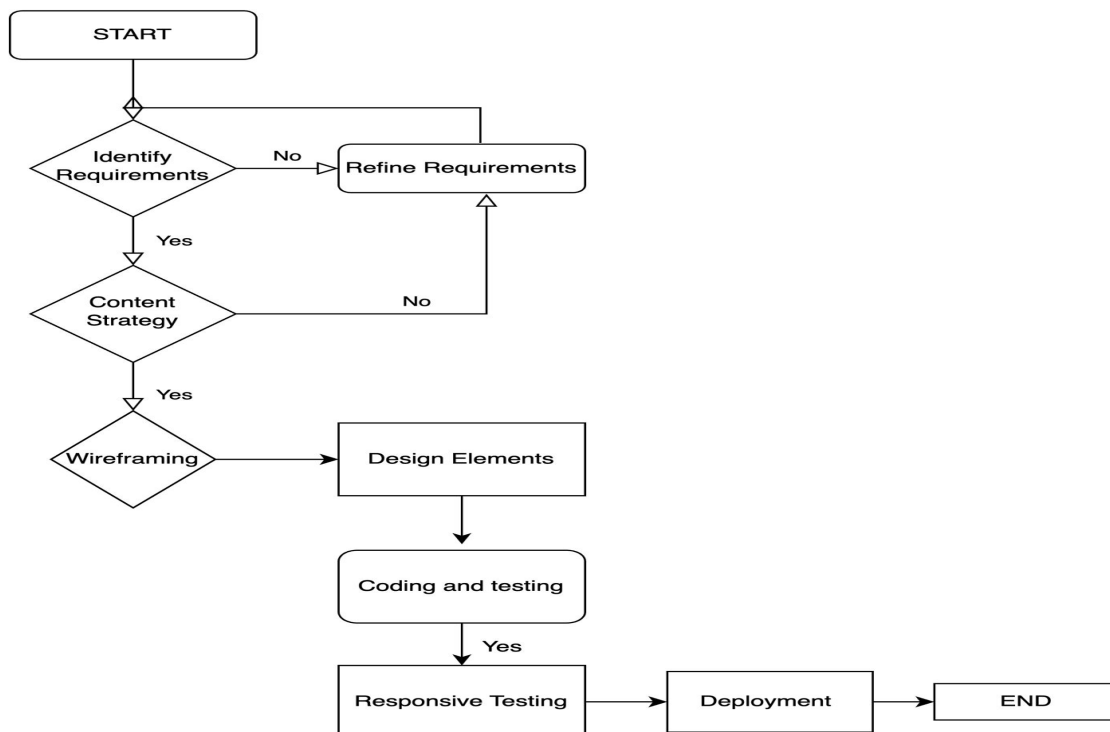 START
Identify
Requirements
No
Refine Requirements
Yes
Content
Strategy
No
Yes
Wireframing
Design Elements
Coding and testing
Yes
Responsive Testing
Deployment
END